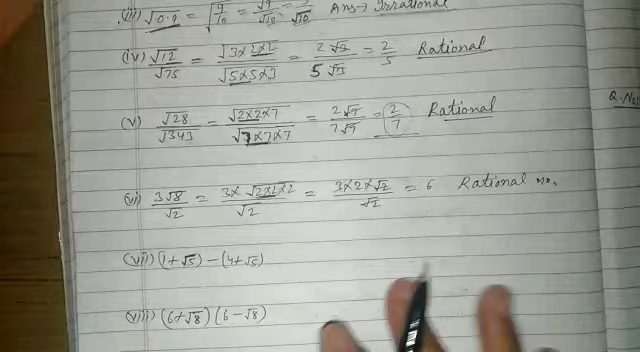 (iii) √0.9 = √9/10 = √9/√10 = 3/√10 Ans→ Irrational
(iv) √12/√75 = √3×2×2/√5×5×3 = 2√3/5√3 = 2/5 Rational
(v) √28/√343 = √2×2×7/√7×7×7 = 2√7/7√7 = 2/7 Rational
(vi) 3√8/√2 = 3×√2×2×2/√2 = 3×2×√2/√2 = 6 Rational no.
(vii) (1+√5) – (4+√5)
(viii) (6+√8) (6–√8)